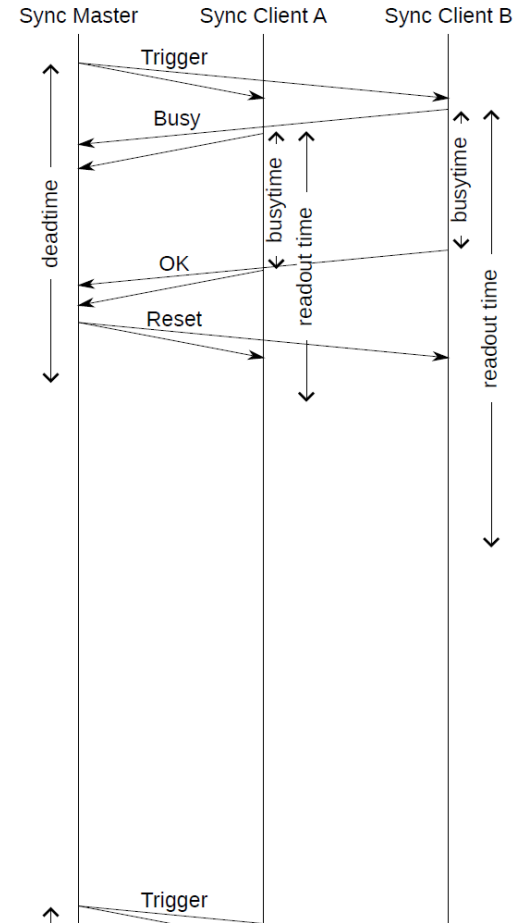 Sync Master Sync Client A Sync Client B
Trigger
Busy
deadtime
busytime
readout time
busytime
readout time
OK
Reset
Trigger